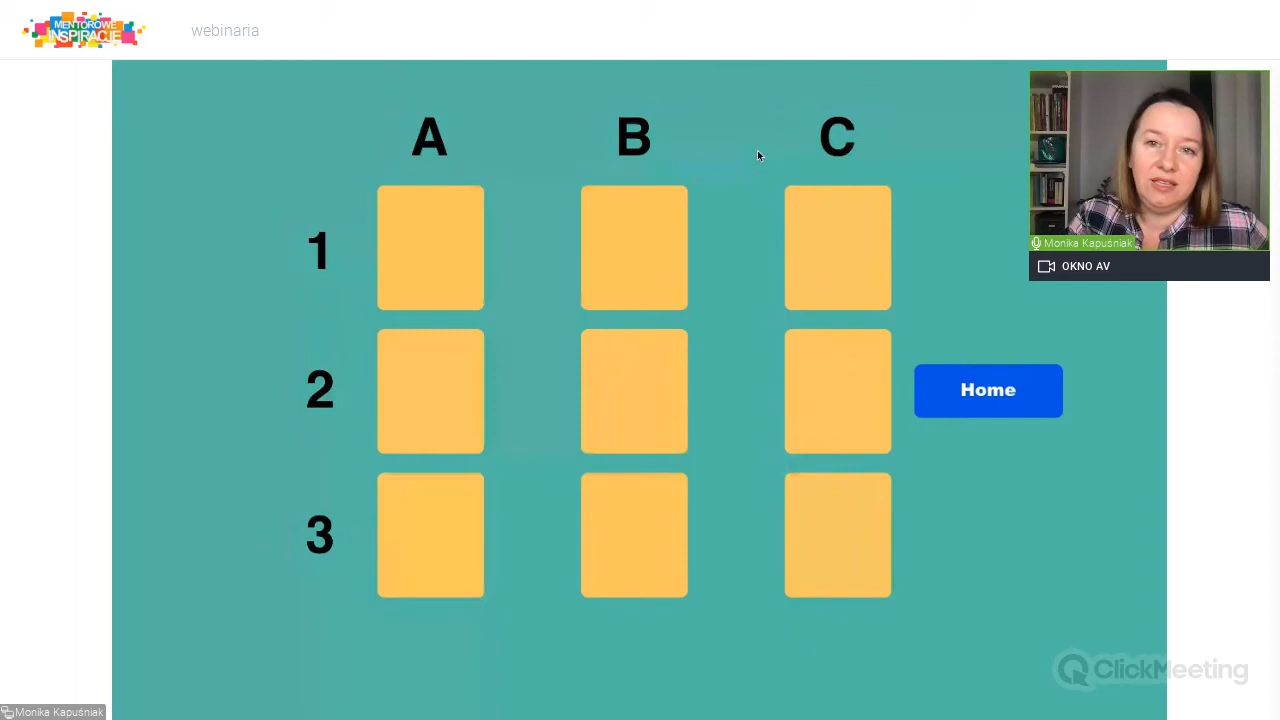 MENTOROWE
INSPIRACJE
webinaria
A B C
1
2
3
Home
Monika Kapuśniak
OKNO AV
ClickMeeting
Monika Kapuśniak